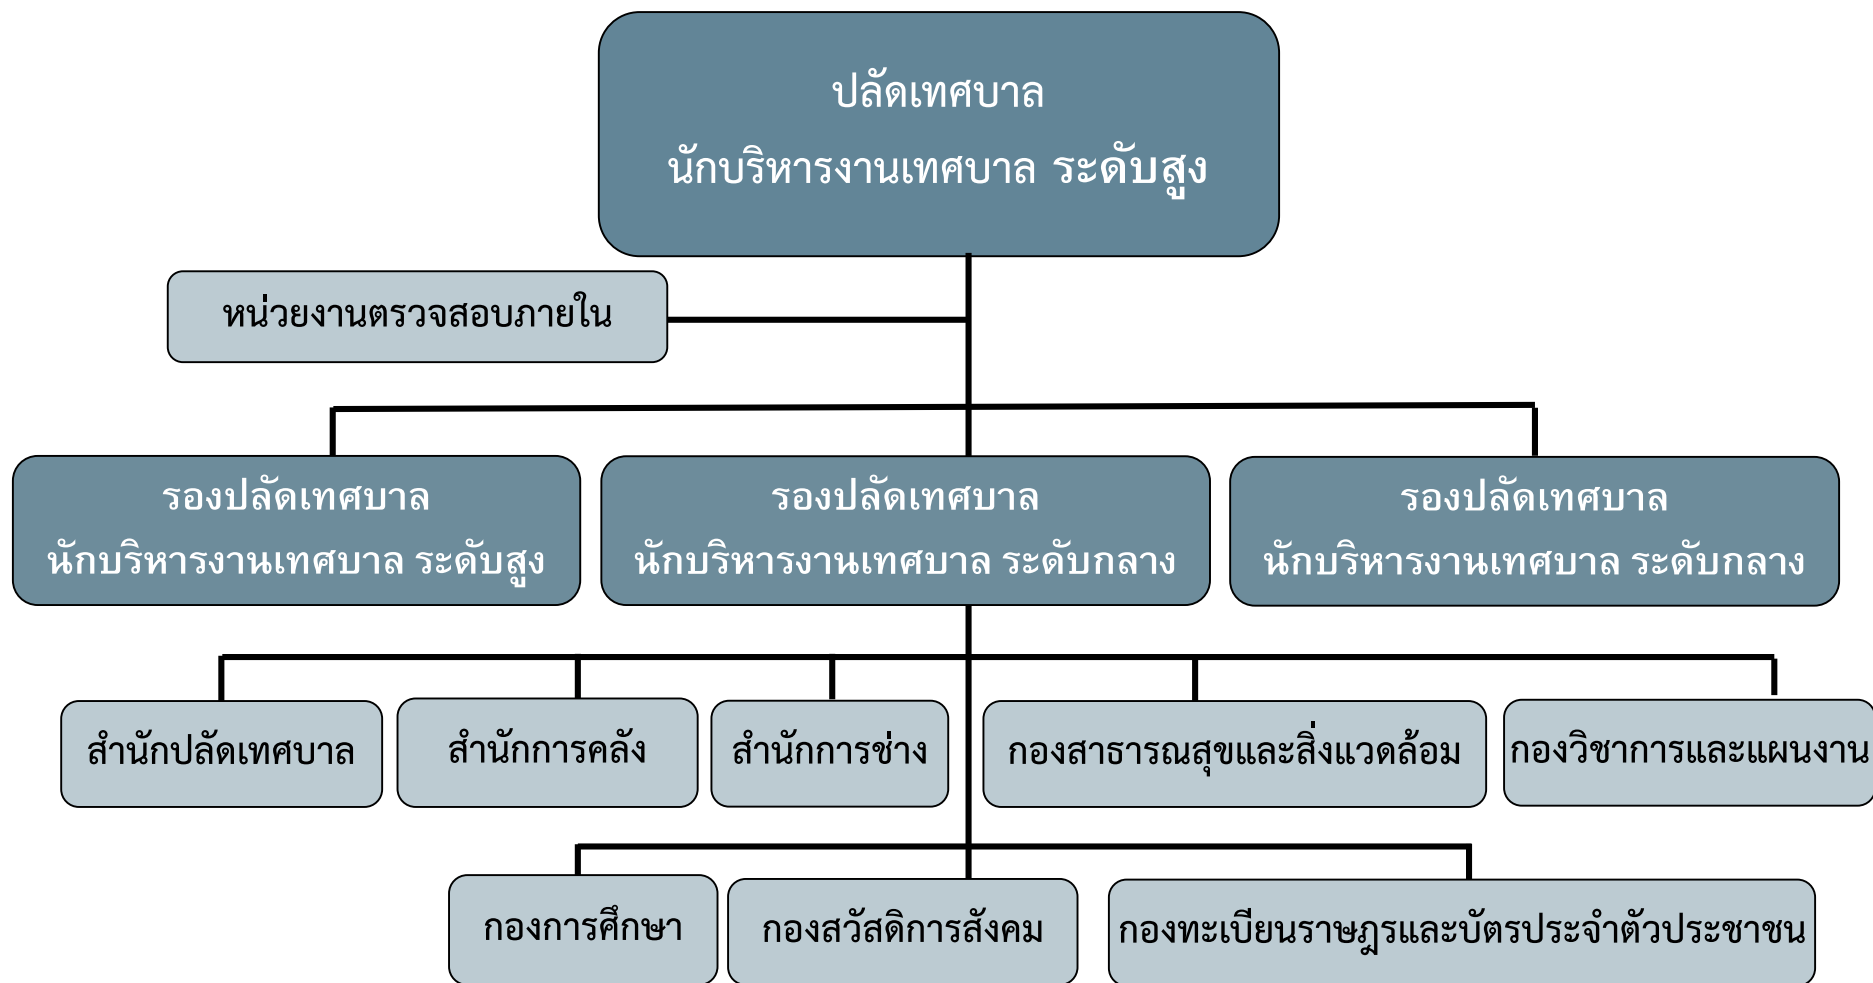 ปลัดเทศบาล
นักบริหารงานเทศบาล ระดับสูง
หน่วยงานตรวจสอบภายใน
รองปลัดเทศบาล
นักบริหารงานเทศบาล ระดับสูง
รองปลัดเทศบาล
นักบริหารงานเทศบาล ระดับกลาง
รองปลัดเทศบาล
นักบริหารงานเทศบาล ระดับกลาง
สำนักปลัดเทศบาล
สำนักการคลัง
สำนักการช่าง
กองสาธารณสุขและสิ่งแวดล้อม
กองวิชาการและแผนงาน
กองการศึกษา
กองสวัสดิการสังคม
กองทะเบียนราษฎรและบัตรประจำตัวประชาชน